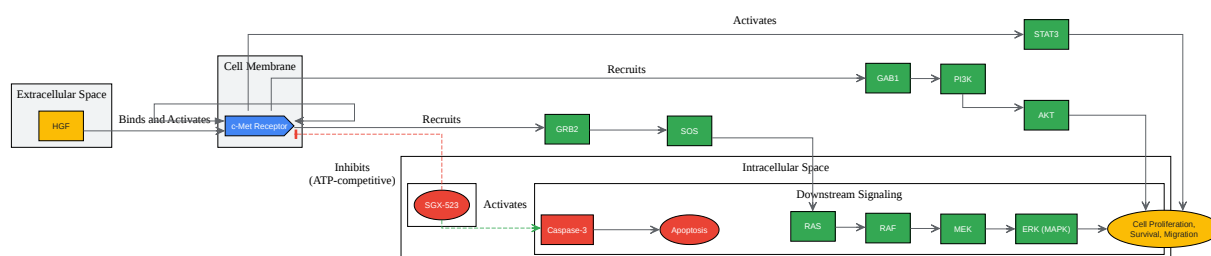 Activates
STAT3
Cell Membrane
Recruits
GAB1
PI3K
Extracellular Space
HGF
Binds and Activates
c-Met Receptor
Recruits
GRB2
SOS
AKT
Inhibits
(ATP-competitive)
Intracellular Space
SGX-523
Activates
Downstream Signaling
Caspase-3
Apoptosis
RAS
RAF
MEK
ERK (MAPK)
Cell Proliferation,
Survival, Migration